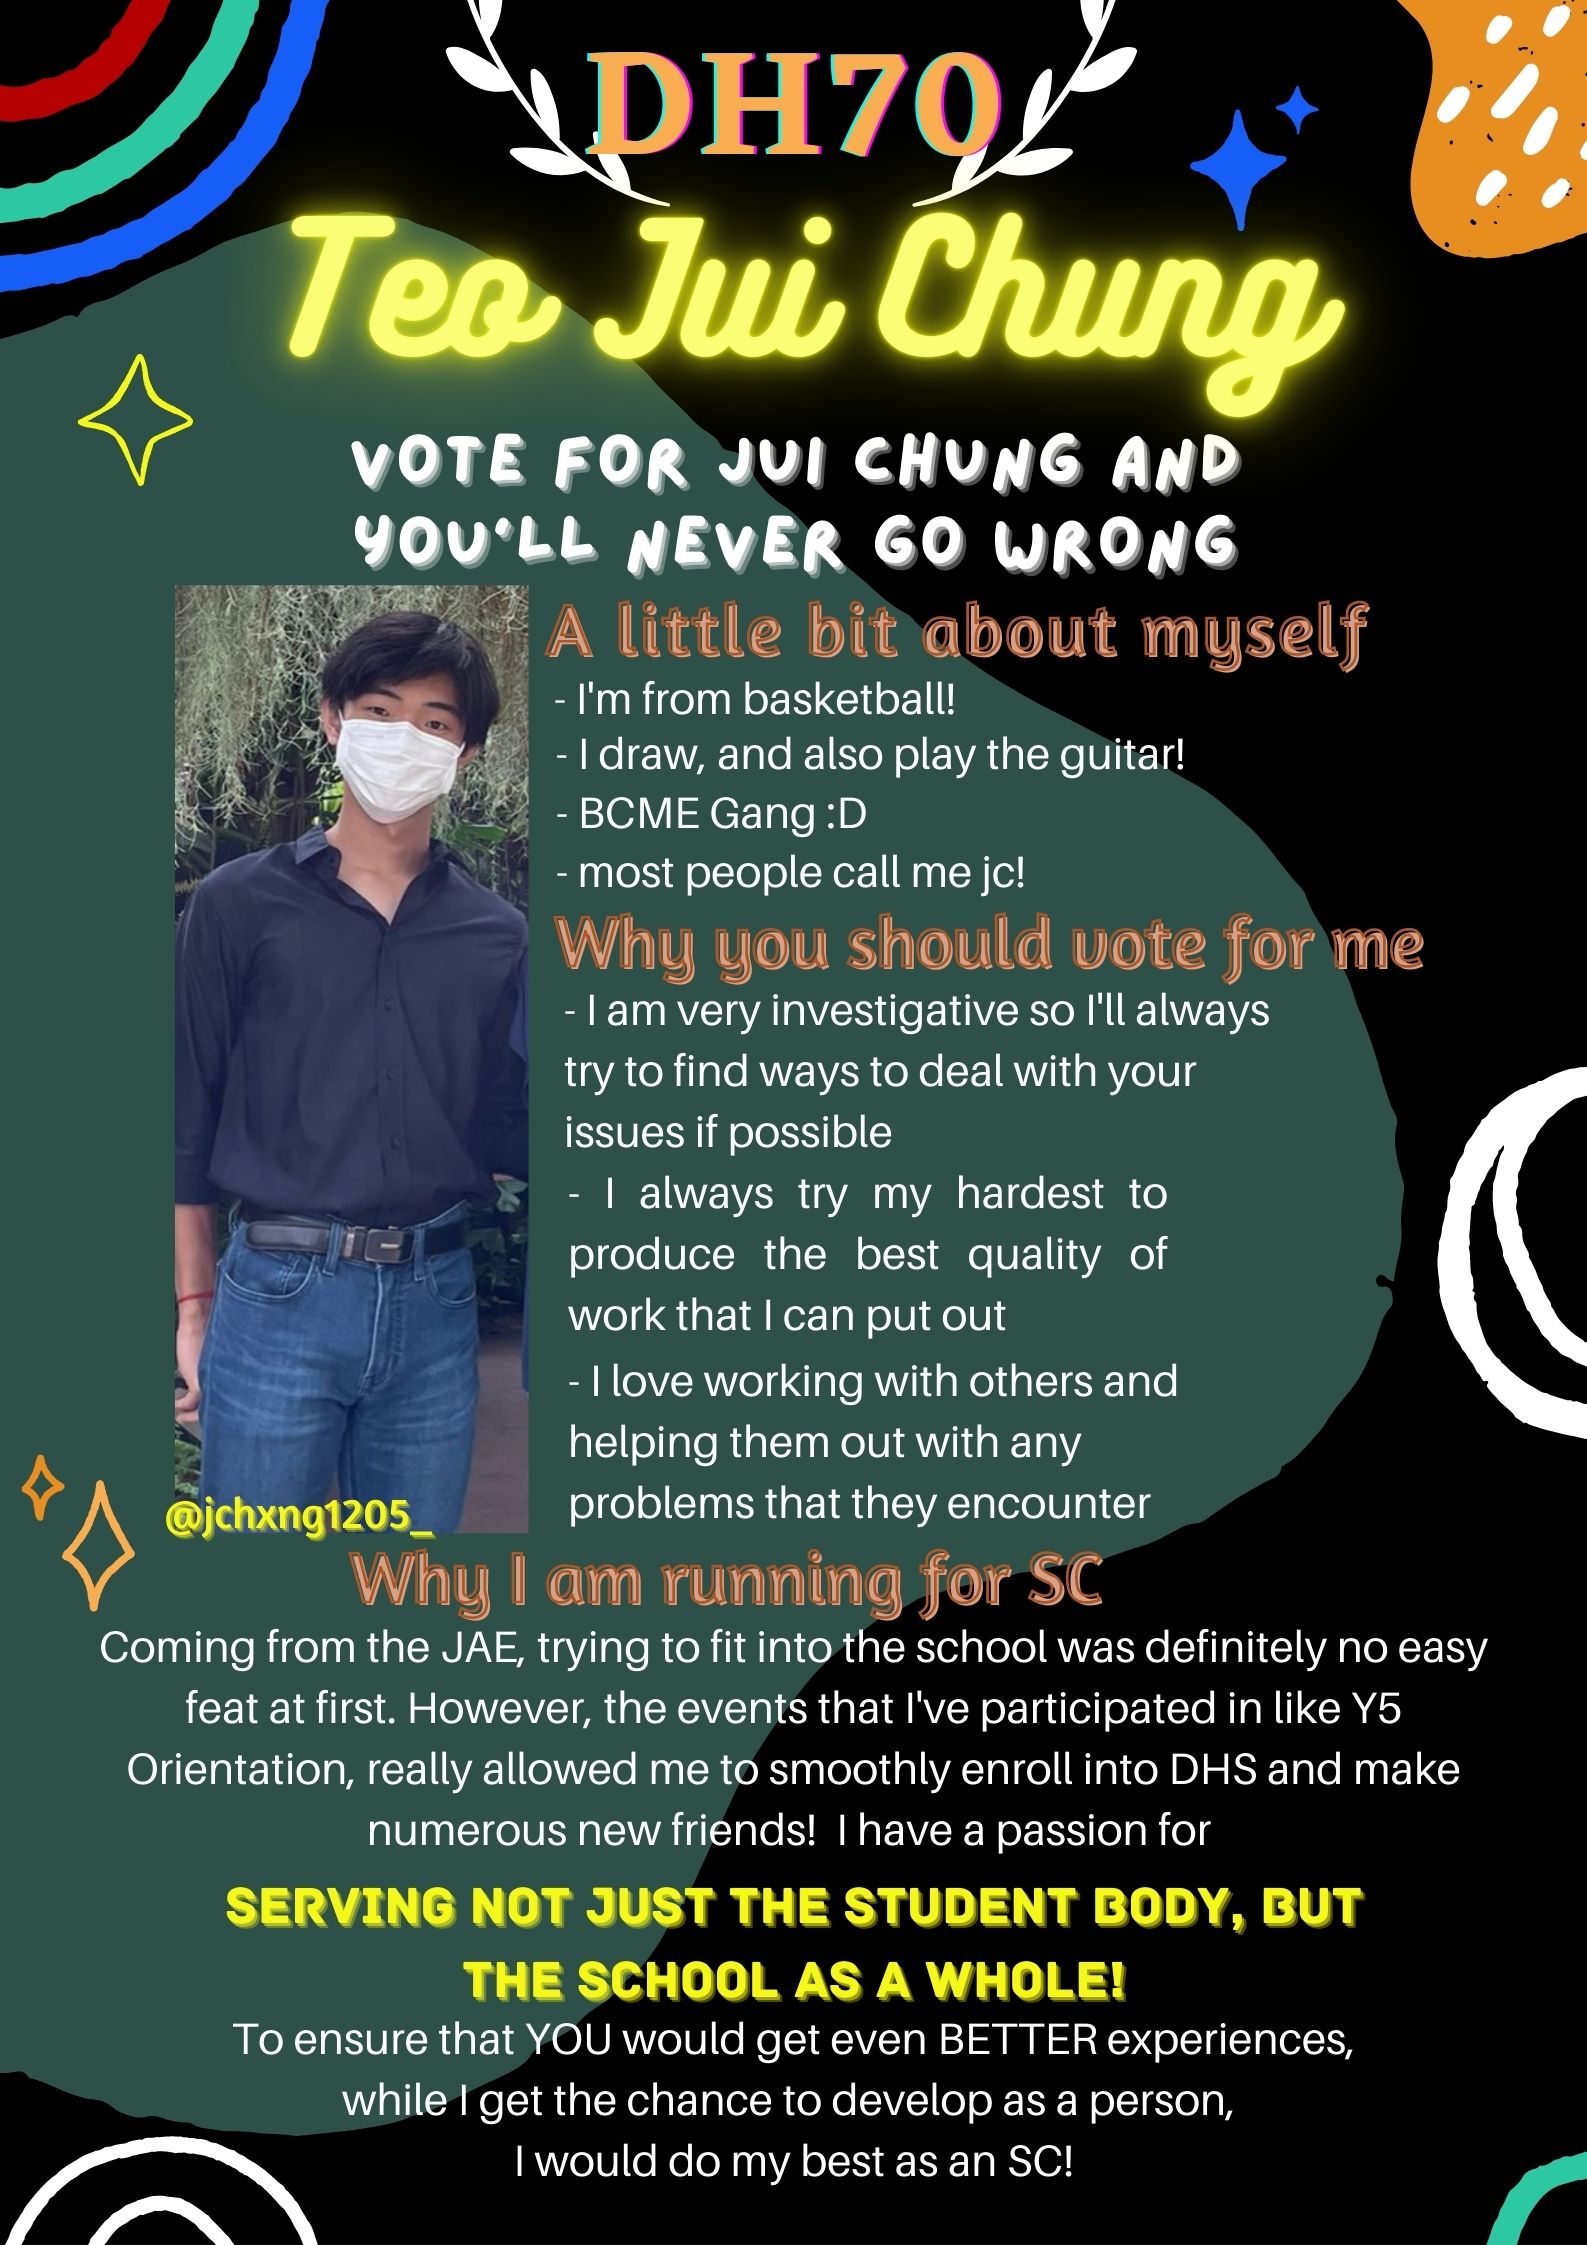 DH70
Teo Jui Chung
VOTE FOR JUI CHUNG AND
YOU'LL NEVER GO WRONG
A little bit about myself
- I'm from basketball!
- I draw, and also play the guitar!
- BCME Gang :D
- most people call me jc!
Why you should vote for me
- I am very investigative so I'll always
try to find ways to deal with your
issues if possible
- I always try my hardest to
produce the best quality of
work that I can put out
- I love working with others and
helping them out with any
problems that they encounter
@jchxng1205_
Why I am running for SC
Coming from the JAE, trying to fit into the school was definitely no easy
feat at first. However, the events that I've participated in like Y5
Orientation, really allowed me to smoothly enroll into DHS and make
numerous new friends!  I have a passion for
SERVING NOT JUST THE STUDENT BODY, BUT
THE SCHOOL AS A WHOLE!
To ensure that YOU would get even BETTER experiences,
while I get the chance to develop as a person,
I would do my best as an SC!